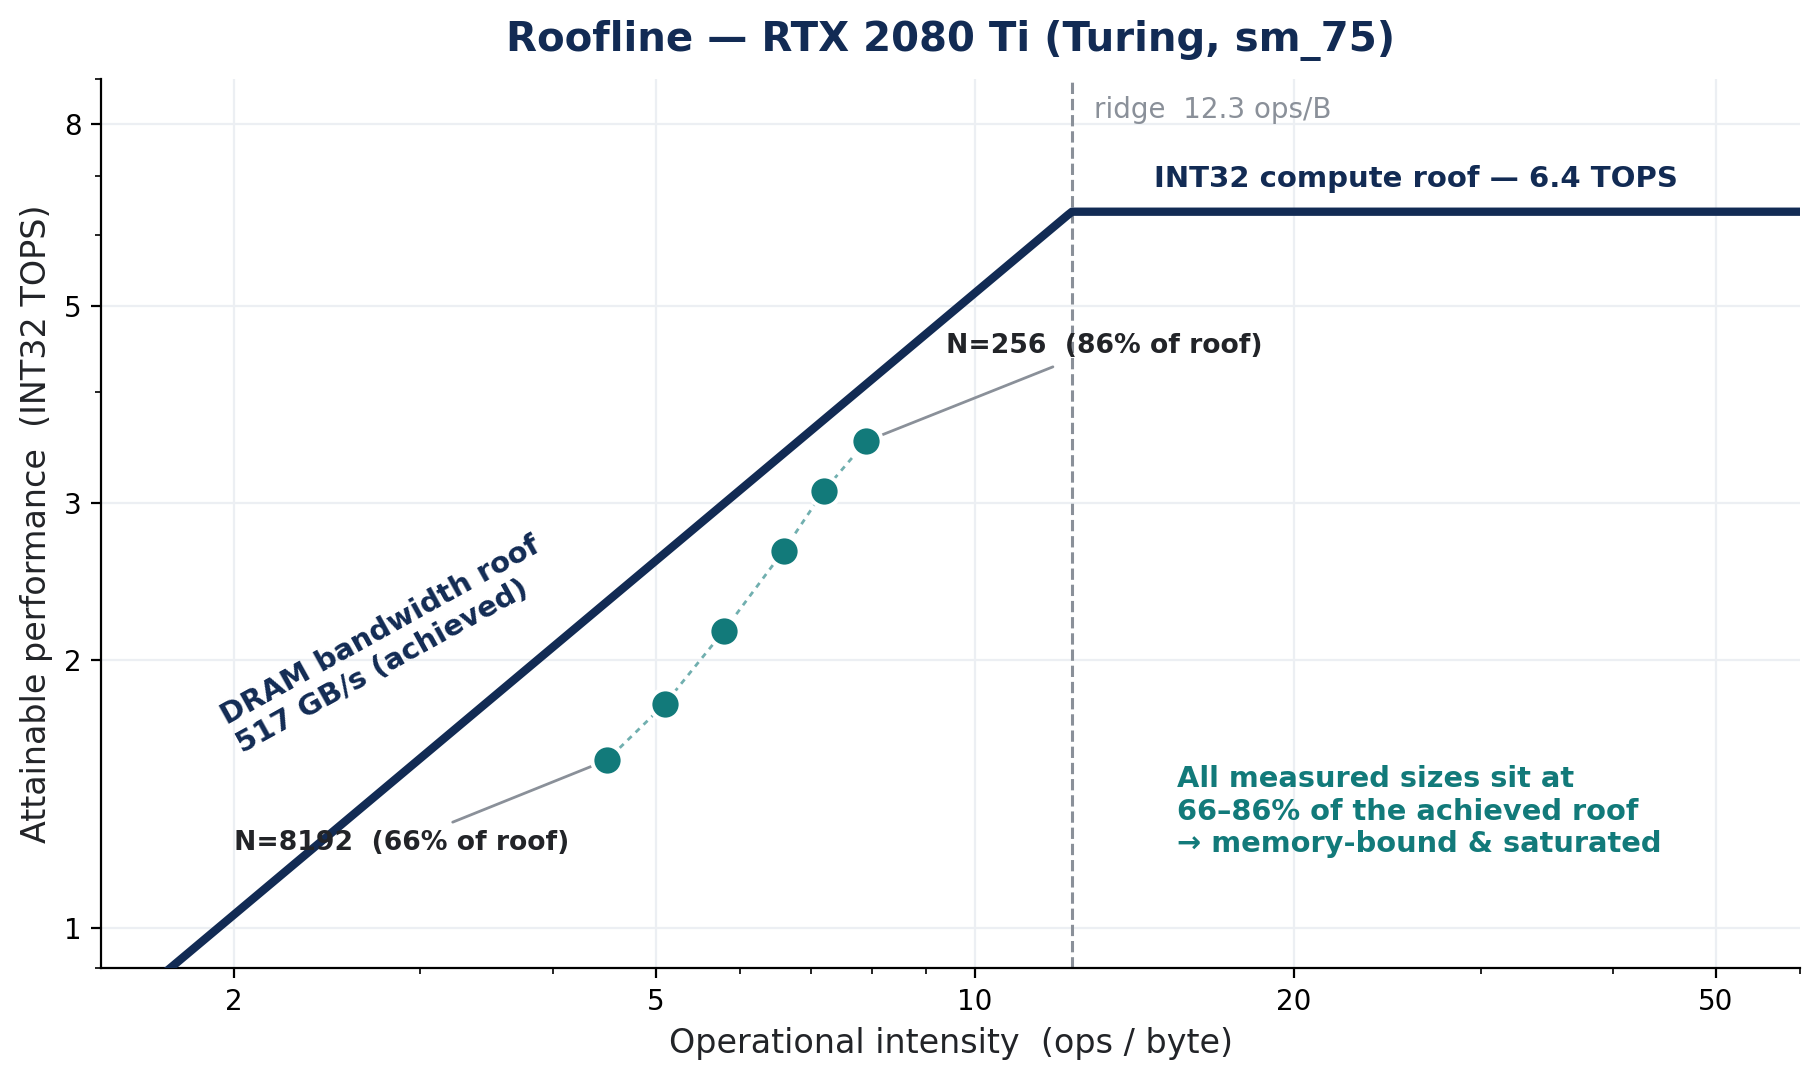 Roofline — RTX 2080 Ti (Turing, sm_75)
ridge  12.3 ops/B
INT32 compute roof — 6.4 TOPS
N=256  (86% of roof)
DRAM bandwidth roof
517 GB/s (achieved)
N=8192  (66% of roof)
All measured sizes sit at
66–86% of the achieved roof
→ memory-bound & saturated
Attainable performance  (INT32 TOPS)
8
5
3
2
1
2
5
10
20
50
Operational intensity  (ops / byte)